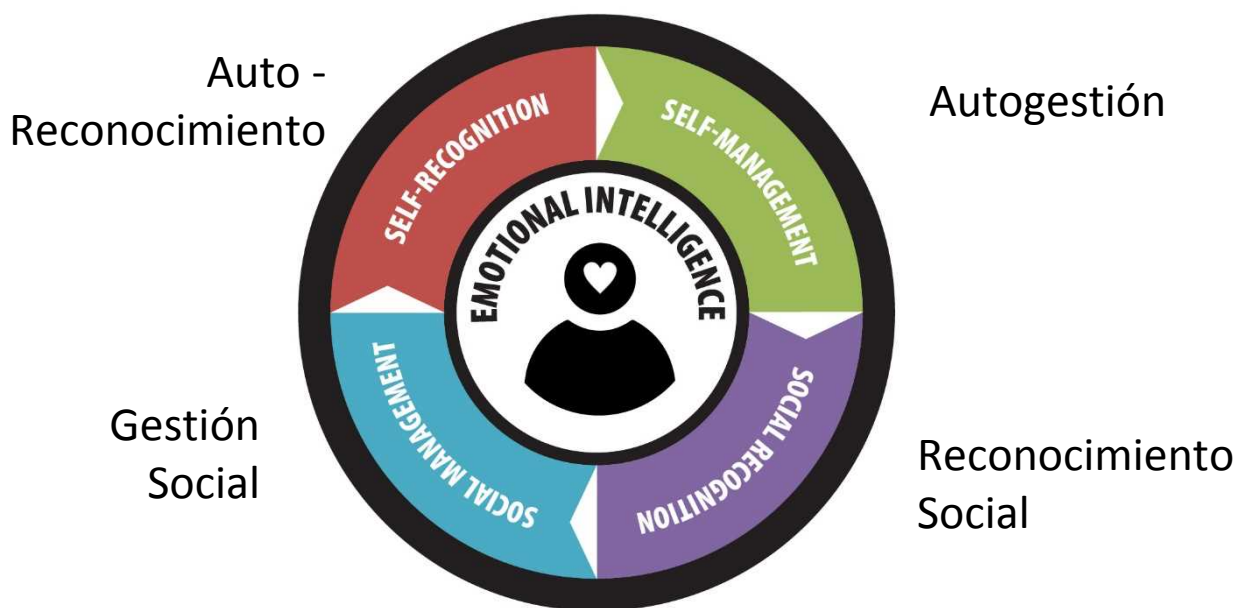 Auto -
Reconocimiento
Autogestión
SELF-RECOGNITION
SELF-MANAGEMENT
EMOTIONAL INTELLIGENCE
SOCIAL MANAGEMENT
SOCIAL RECOGNITION
Gestión
Social
Reconocimiento
Social